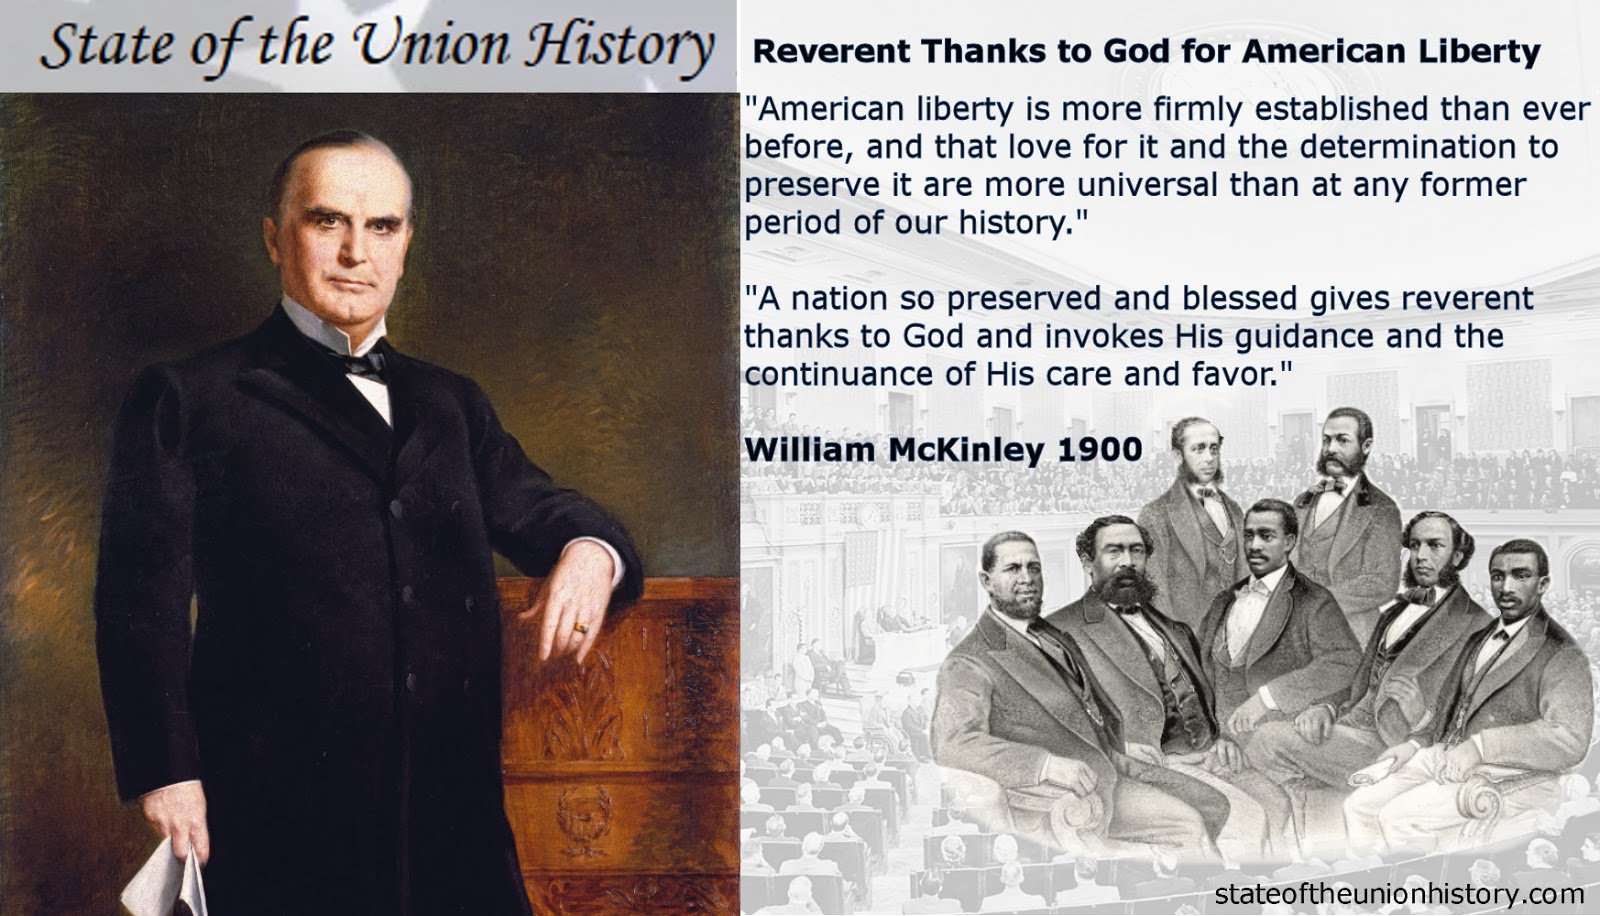 State of the Union History
Reverent Thanks to God for American Liberty
"American liberty is more firmly established than ever
before, and that love for it and the determination to
preserve it are more universal than at any former
period of our history."
"A nation so preserved and blessed gives reverent
thanks to God and invokes His guidance and the
continuance of His care and favor."
William McKinley 1900
stateoftheunionhistory.com